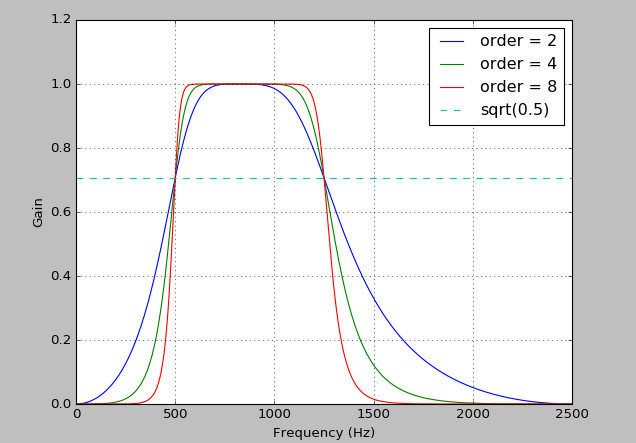 1.2
1.0
0.8
0.6
0.4
0.2
0.0
Gain
order = 2
order = 4
order = 8
sqrt(0.5)
0 500 1000 1500 2000 2500
Frequency (Hz)